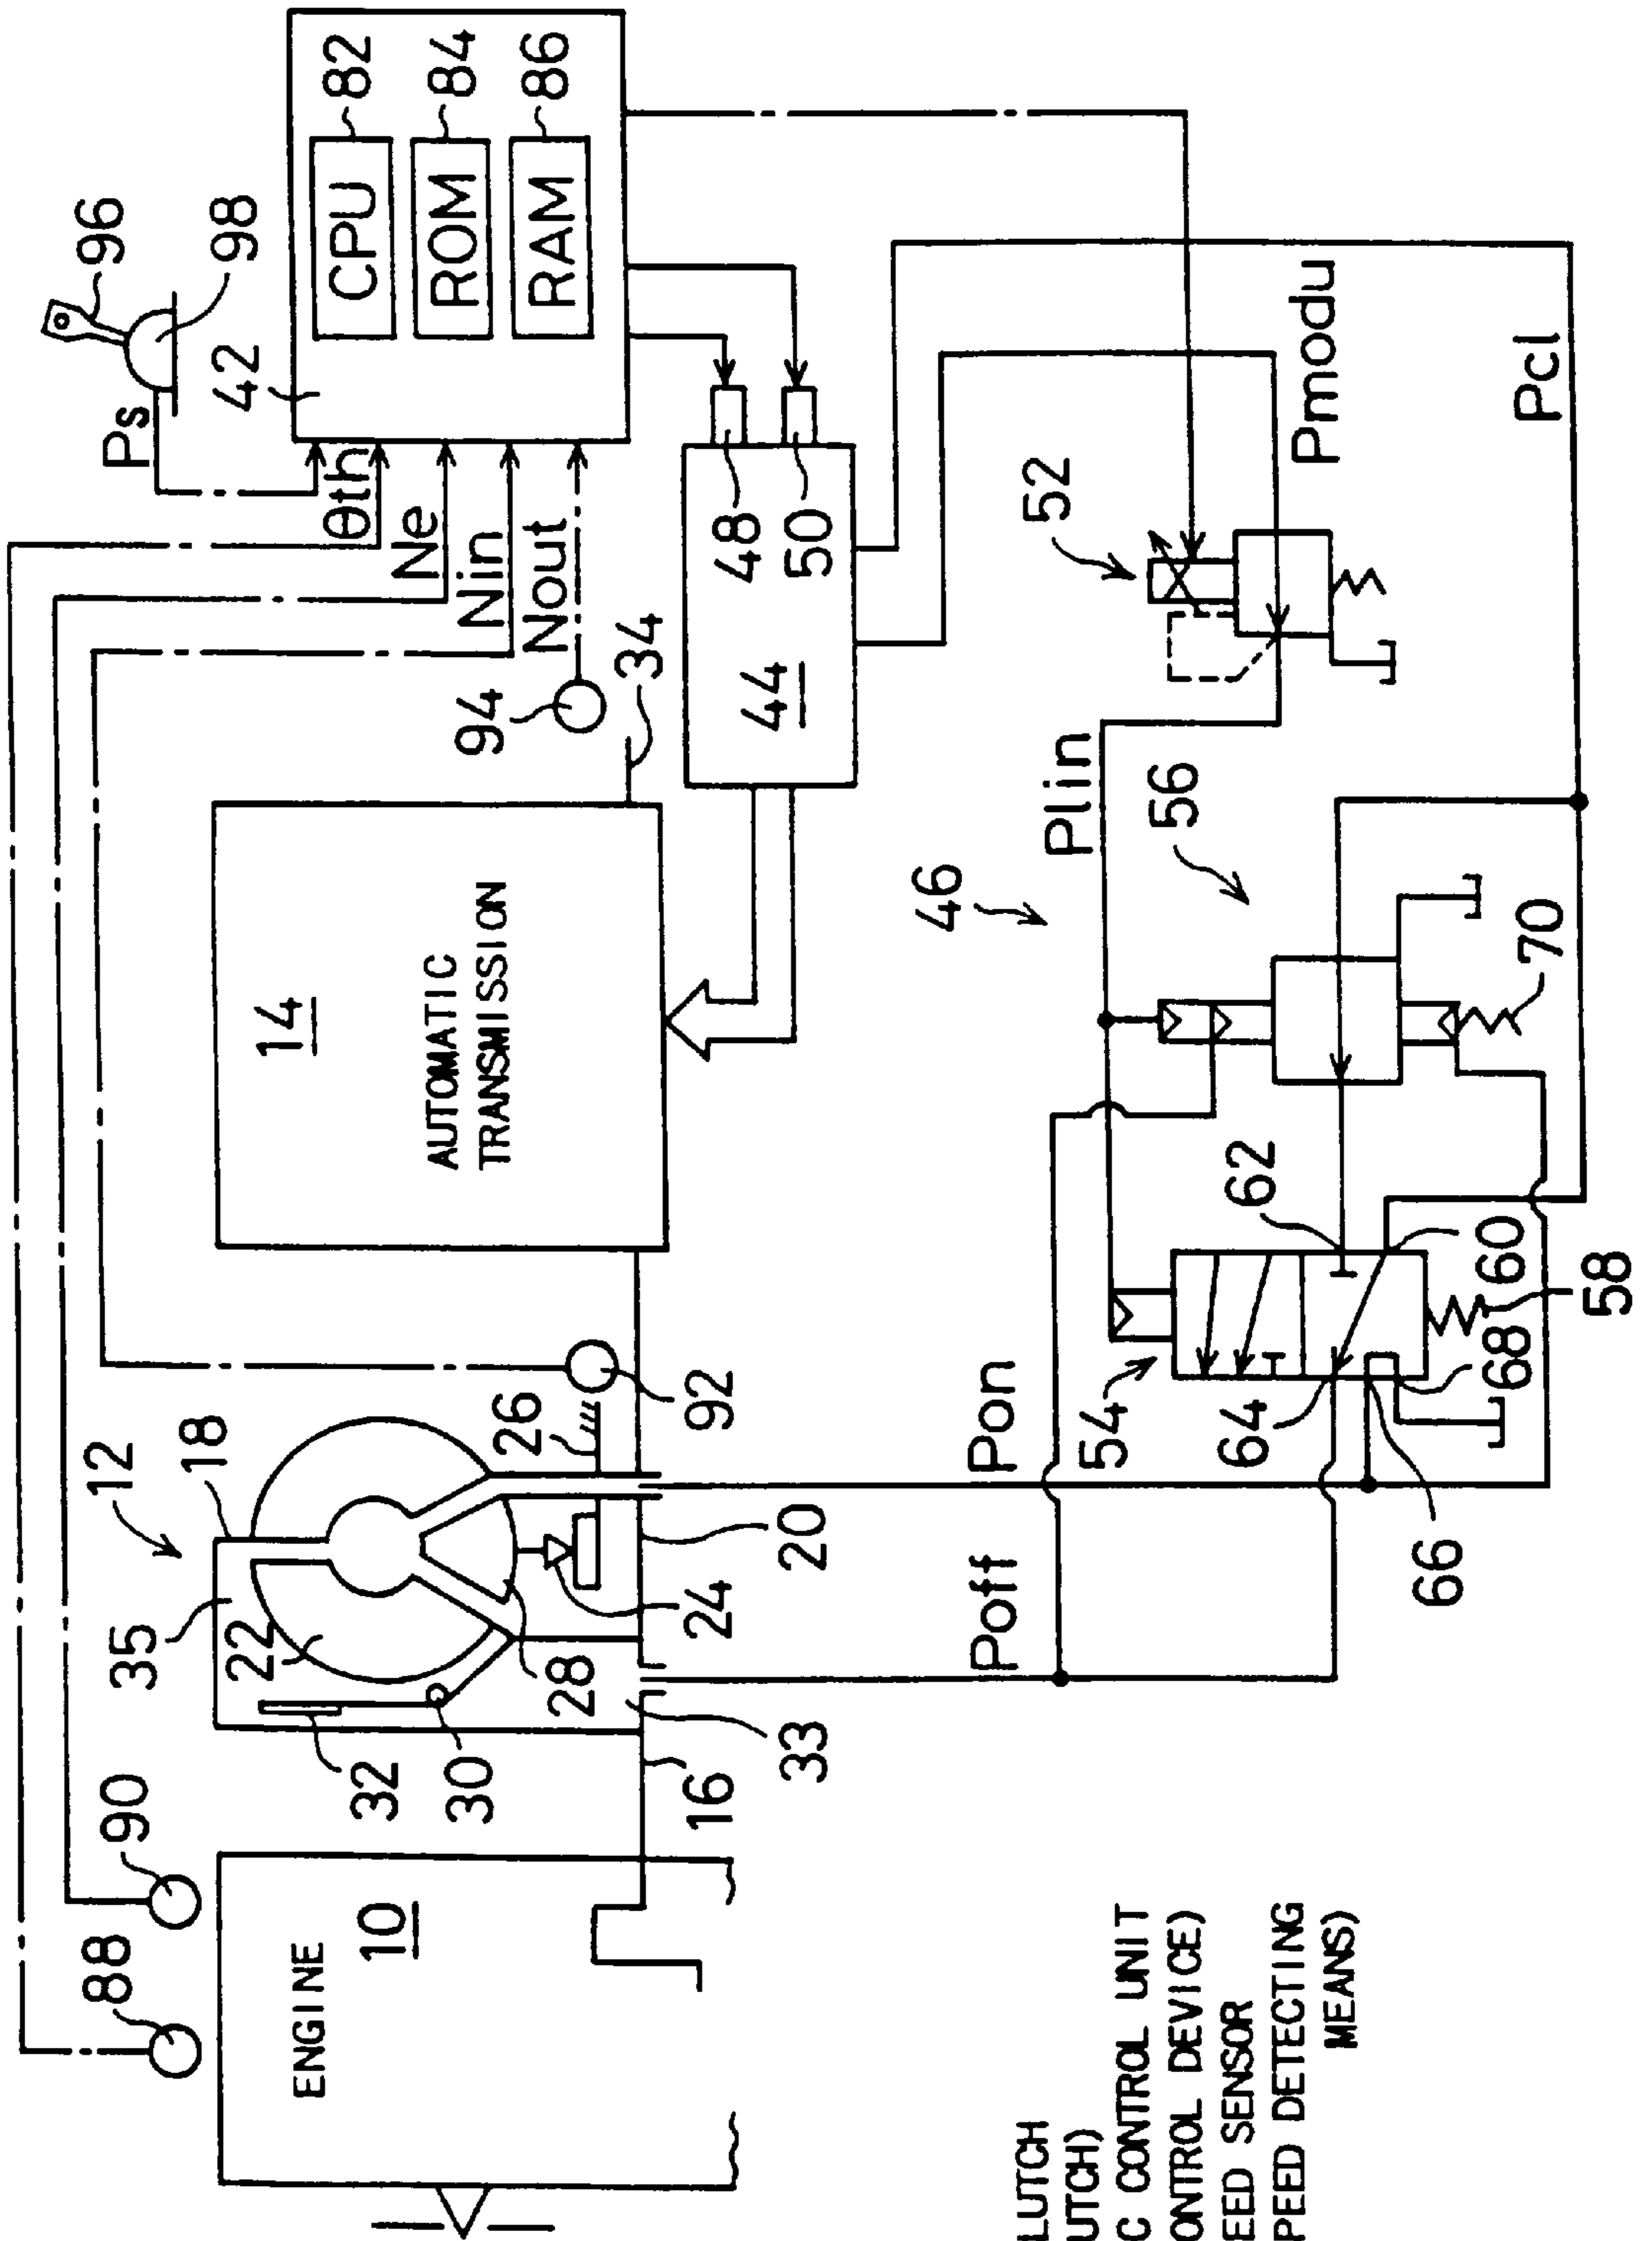 88
90
12
18
35
22
32
30
28
24
26
16
33
20
92
ENGINE
10
14
AUTOMATIC
TRANSMISSION
34
94
96
98
Ps
42
θth
Ne
Nin
Nout
CPU
82
ROM
84
RAM
86
48
50
44
52
Pmodu
Pcl
Plin
46
56
70
62
60
58
54
64
66
68
Pon
Poff
LUTCH
UTCH)
C CONTROL UNIT
ONTROL DEVICE)
EED SENSOR
PEED DETECTING
MEANS)